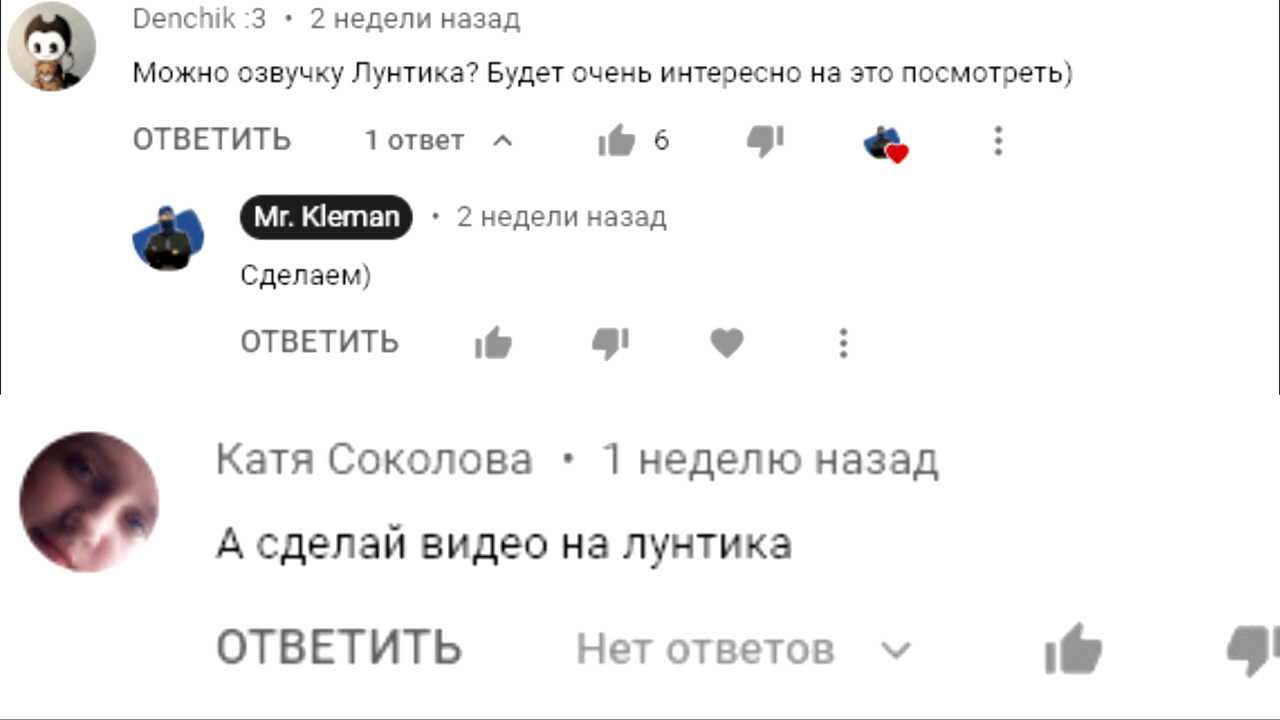 Denchik :3 • 2 недели назад
Можно озвучку Лунтика? Будет очень интересно на это посмотреть)
ОТВЕТИТЬ 1 ответ 6
Mr. Kleman • 2 недели назад
Сделаем)
ОТВЕТИТЬ
Катя Соколова • 1 неделю назад
А сделай видео на лунтика
ОТВЕТИТЬ Нет ответов